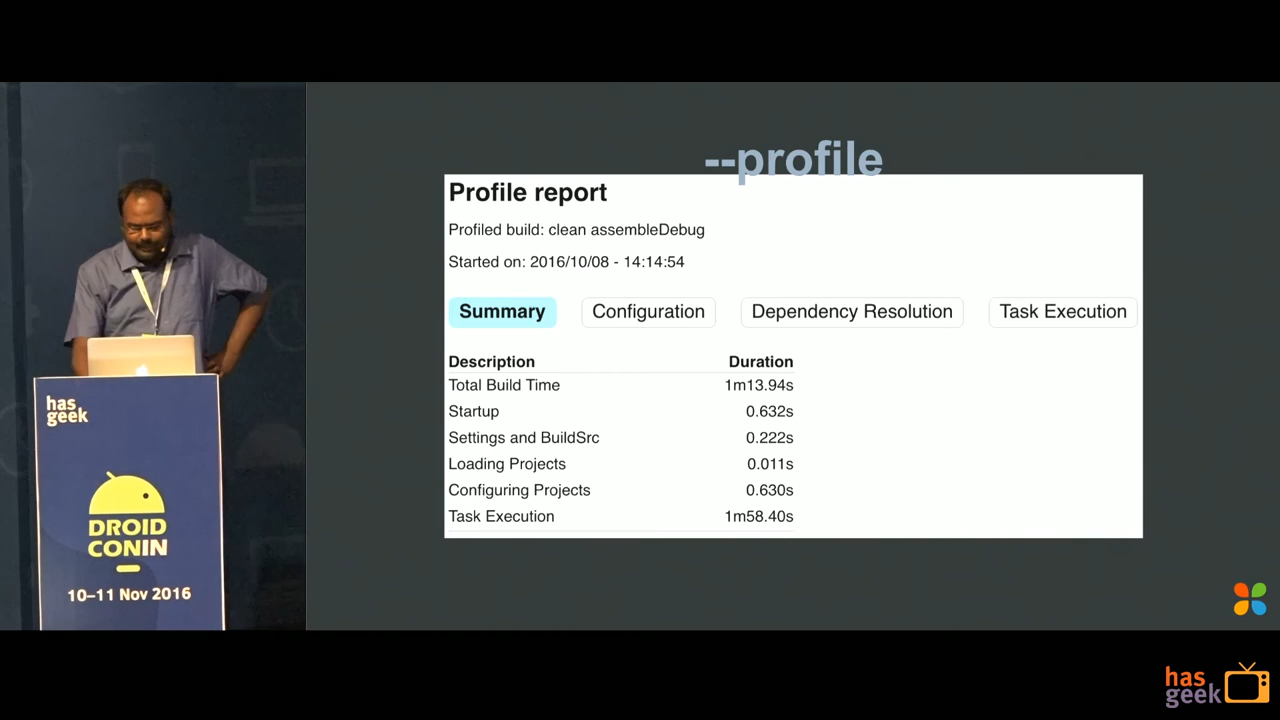 --profile
Profile report
Profiled build: clean assembleDebug
Started on: 2016/10/08 - 14:14:54
Summary Configuration Dependency Resolution Task Execution
Description Duration
Total Build Time 1m13.94s
Startup 0.632s
Settings and BuildSrc 0.222s
Loading Projects 0.011s
Configuring Projects 0.630s
Task Execution 1m58.40s
has
geek
DROID
CONIN
10–11 Nov 2016
has
geek